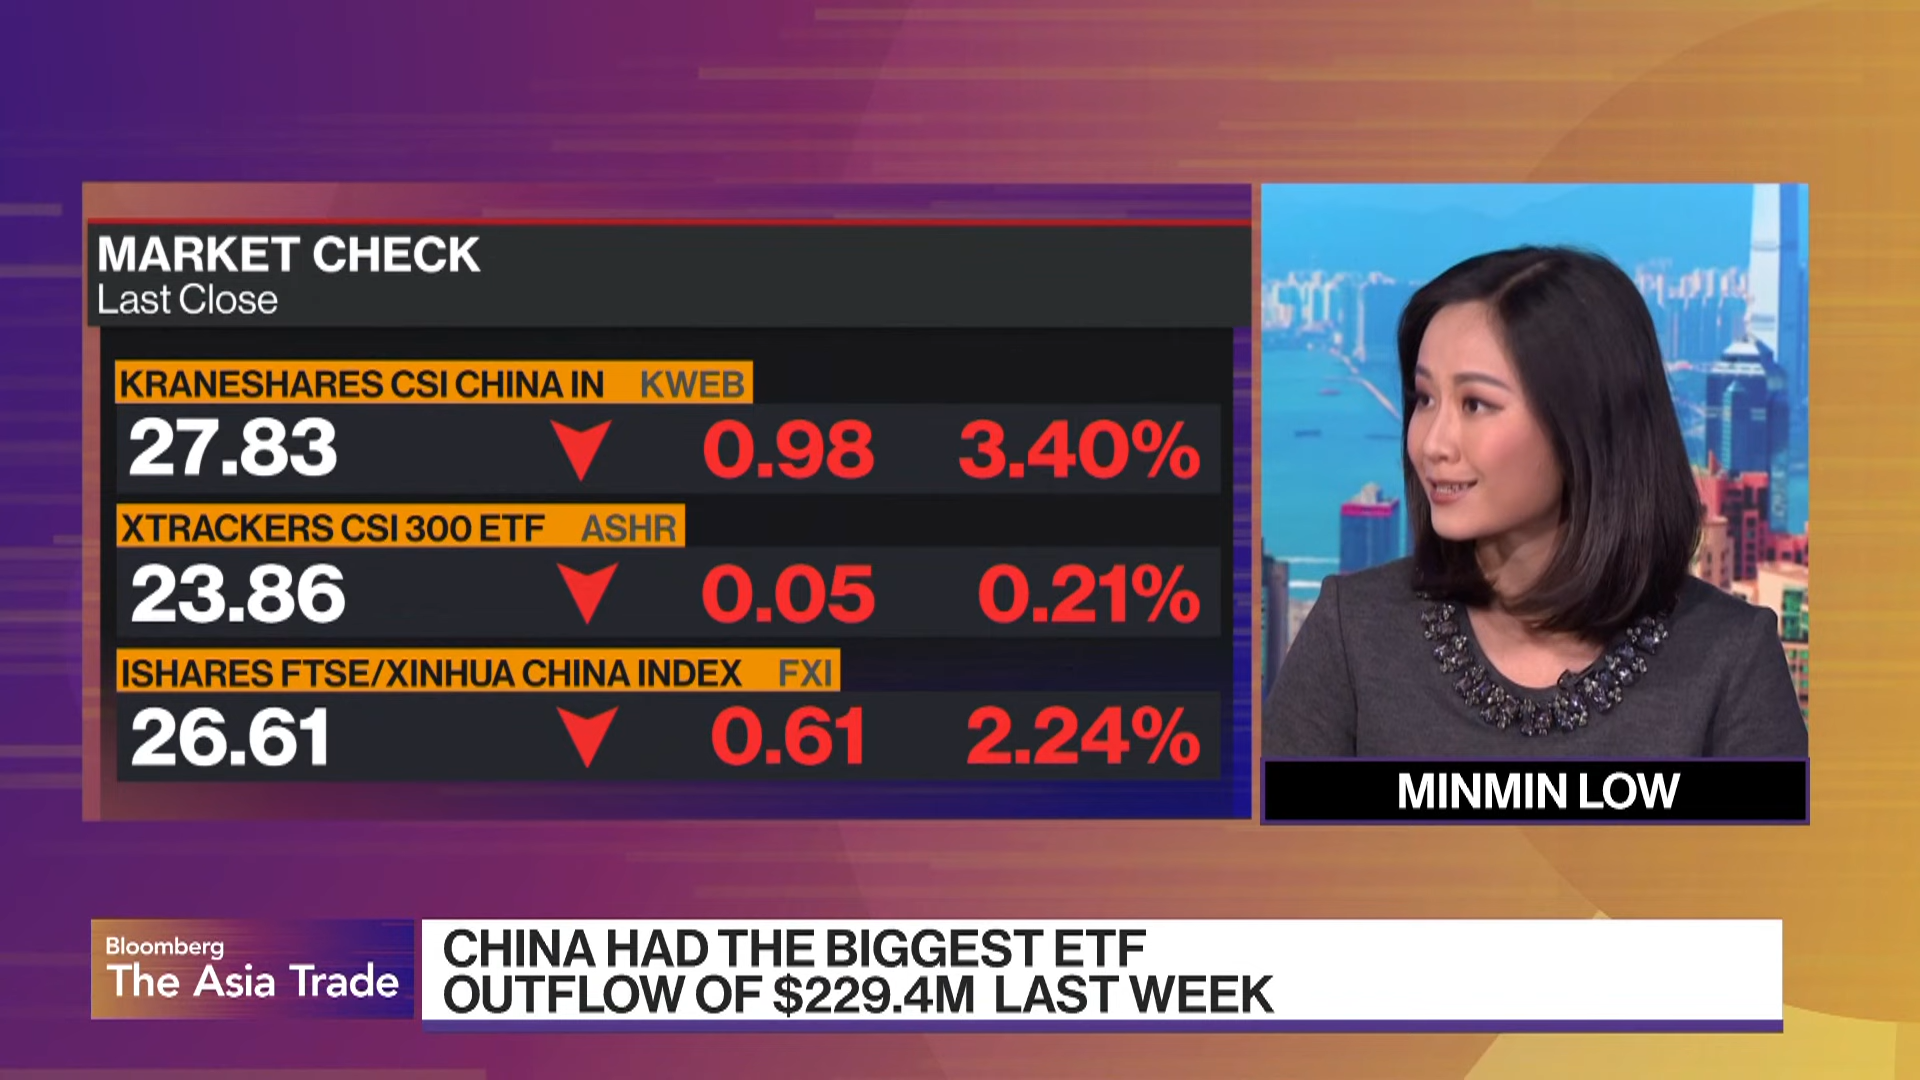 MARKET CHECK
Last Close
KRANESHARES CSI CHINA IN KWEB
27.83 0.98 3.40%
XTRACKERS CSI 300 ETF ASHR
23.86 0.05 0.21%
ISHARES FTSE/XINHUA CHINA INDEX FXI
26.61 0.61 2.24%
MINMIN LOW
Bloomberg
The Asia Trade
CHINA HAD THE BIGGEST ETF
OUTFLOW OF $229.4M LAST WEEK